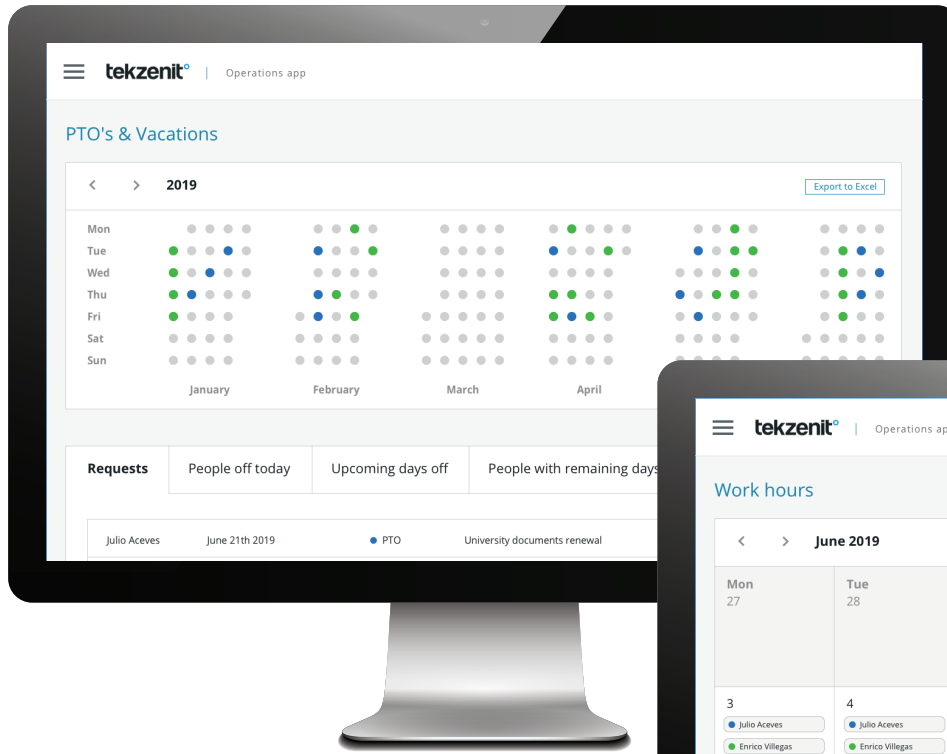 tekzenit° | Operations app
PTO's & Vacations
< > 2019 Export to Excel
Mon
Tue
Wed
Thu
Fri
Sat
Sun
January February March April
Requests People off today Upcoming days off People with remaining days
Julio Aceves June 21th 2019 PTO University documents renewal
tekzenit° | Operations ap
Work hours
< > June 2019
Mon Tue
27 28
3 4
Julio Aceves Julio Aceves
Enrico Villegas Enrico Villegas